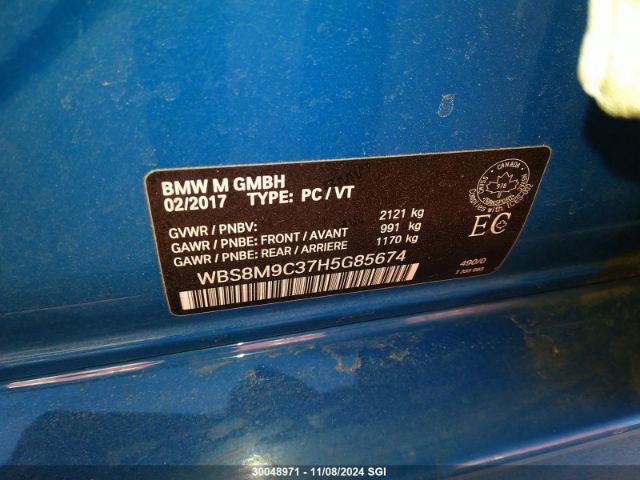 BMW M GMBH
02/2017 TYPE: PC / VT
GVWR / PNBV: 2121 kg
GAWR / PNBE: FRONT / AVANT 991 kg
GAWR / PNBE: REAR / ARRIERE 1170 kg
WBS8M9C37H5G85674
CANADA
EC
490/0
30048971 - 11/08/2024 SGI